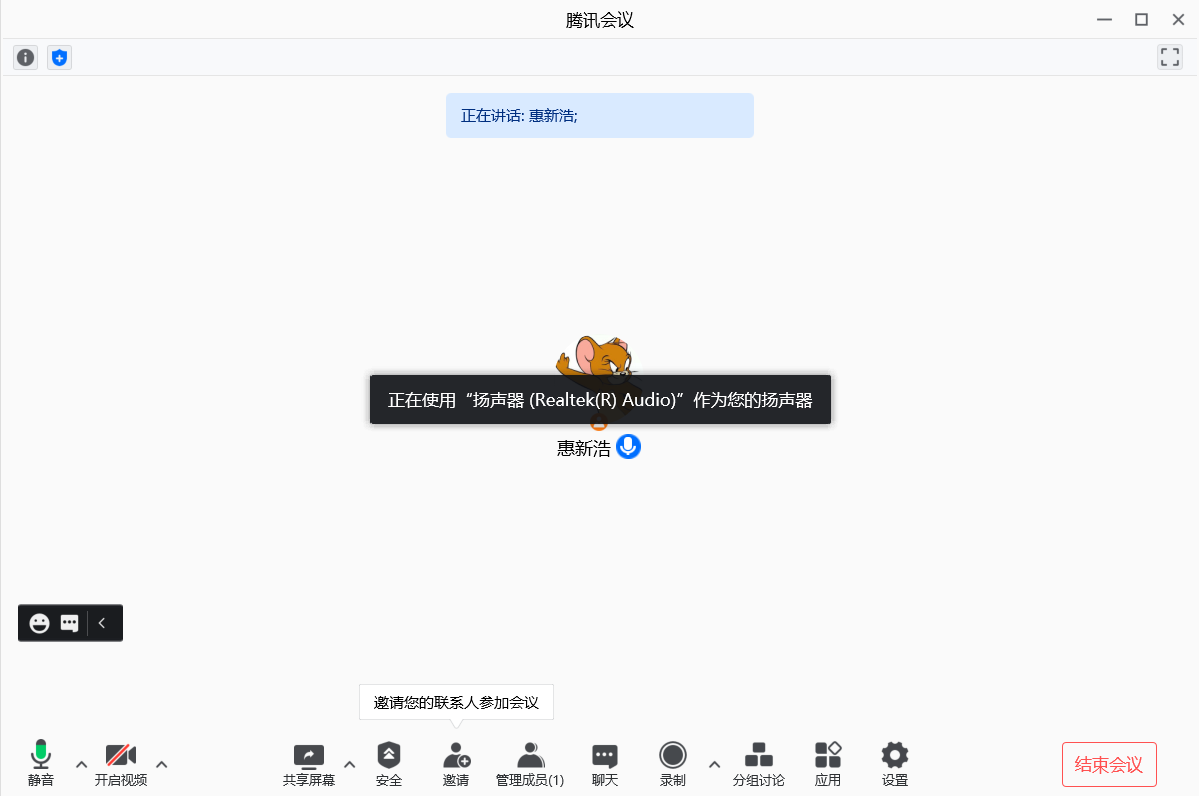 腾讯会议
正在讲话: 惠新浩;
正在使用“扬声器 (Realtek(R) Audio)”作为您的扬声器
惠新浩
邀请您的联系人参加会议
静音
开启视频
共享屏幕
安全
邀请
管理成员(1)
聊天
录制
分组讨论
应用
设置
结束会议